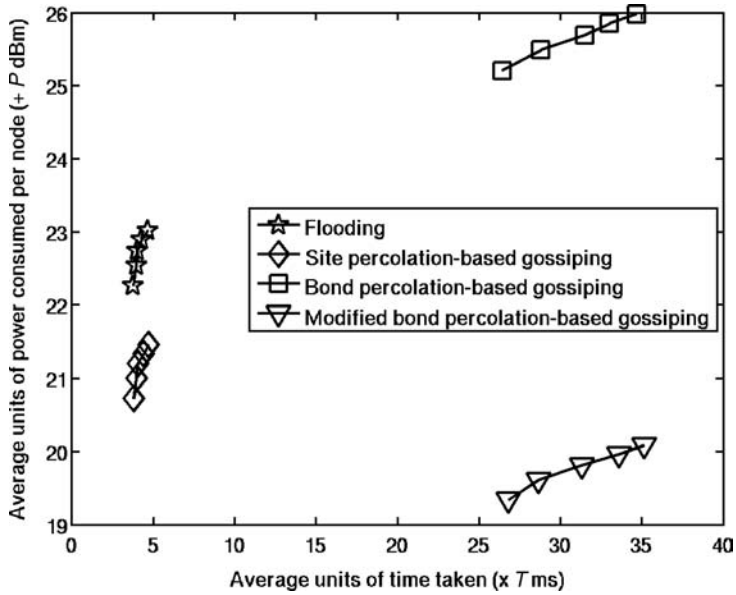 Average units of power consumed per node (+ P dBm)
26
25
24
23
22
21
20
19
Flooding
Site percolation-based gossiping
Bond percolation-based gossiping
Modified bond percolation-based gossiping
0 5 10 15 20 25 30 35 40
Average units of time taken (x T ms)